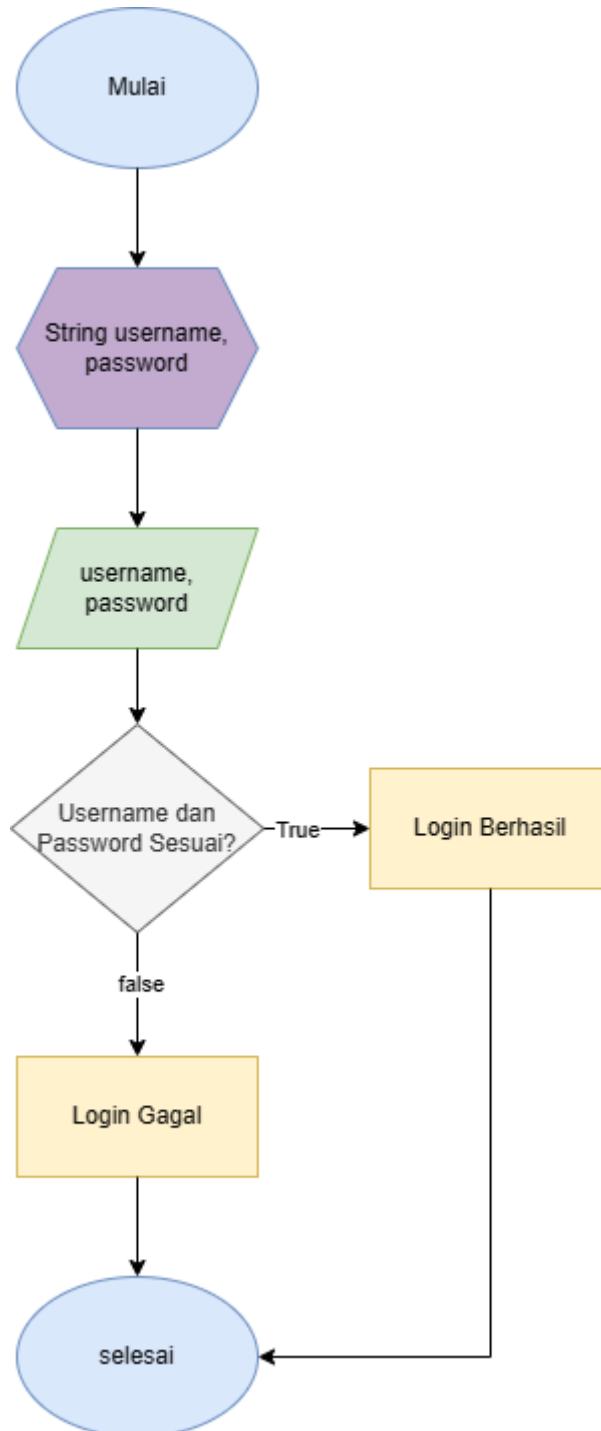 Mulai
String username,
password
username,
password
Username dan
Password Sesuai?
True
Login Berhasil
false
Login Gagal
selesai